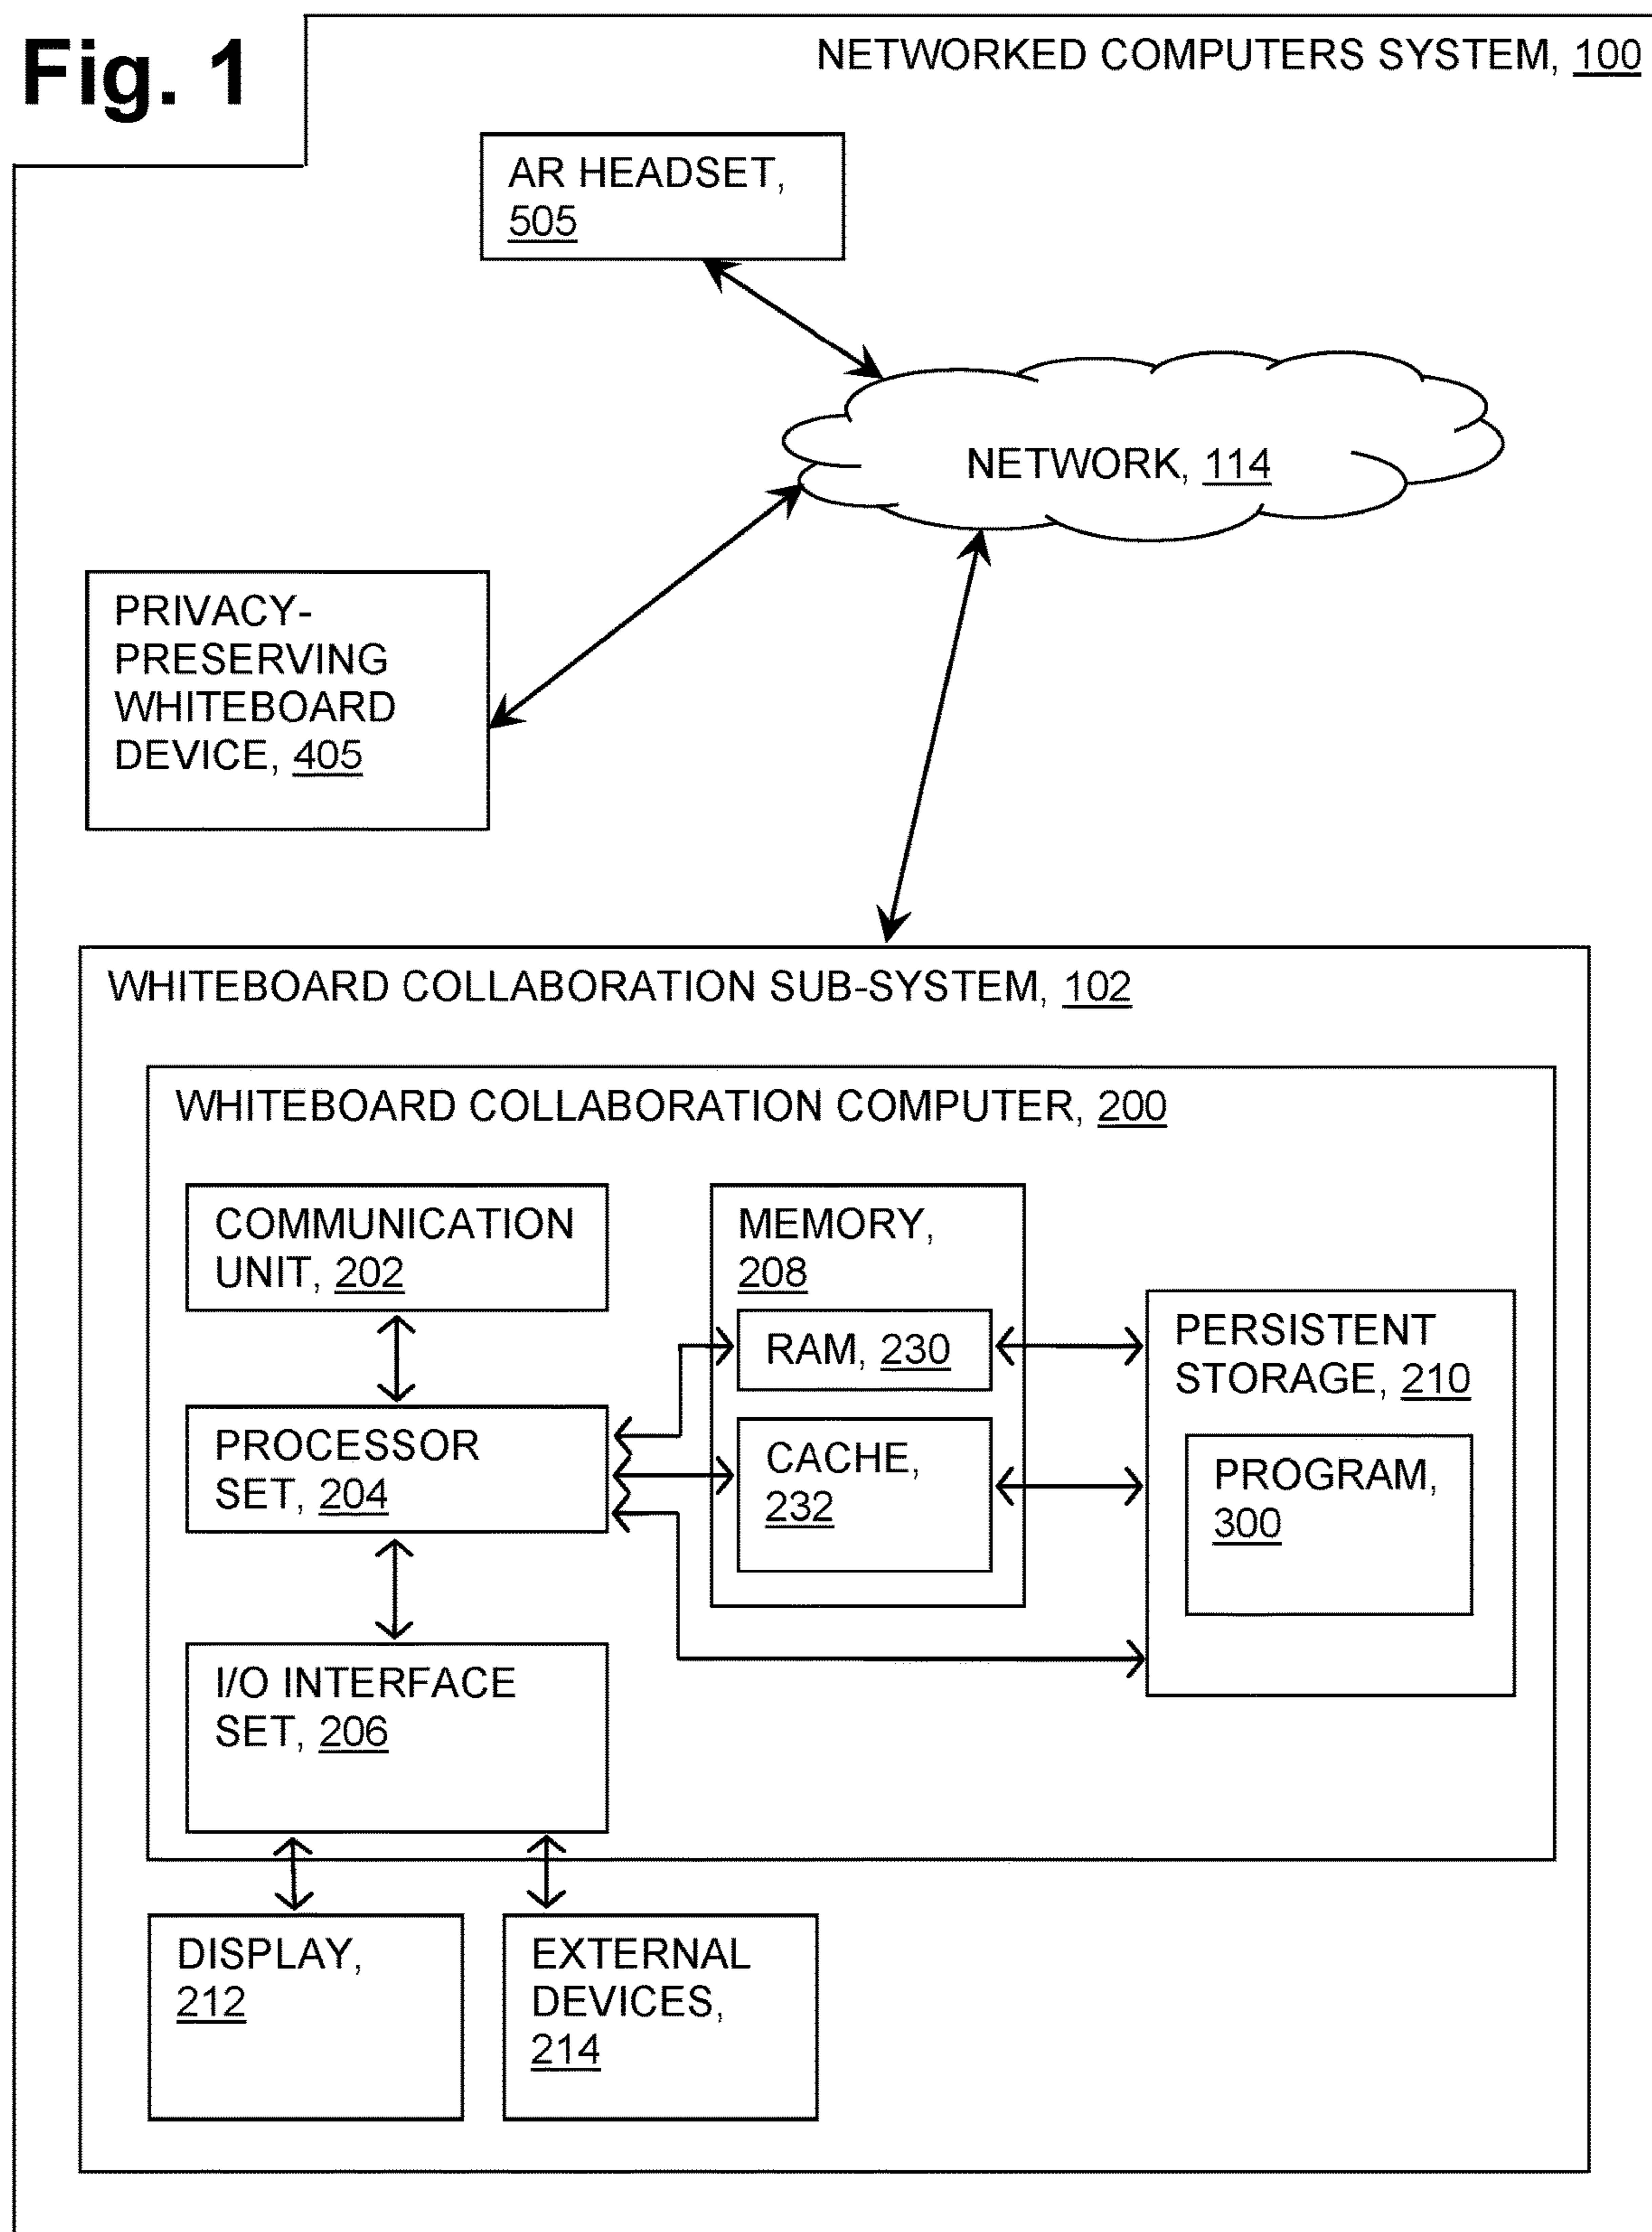 Fig. 1
NETWORKED COMPUTERS SYSTEM, 100
AR HEADSET,
505
NETWORK, 114
PRIVACY-
PRESERVING
WHITEBOARD
DEVICE, 405
WHITEBOARD COLLABORATION SUB-SYSTEM, 102
WHITEBOARD COLLABORATION COMPUTER, 200
COMMUNICATION
UNIT, 202
MEMORY,
208
RAM, 230
PERSISTENT
STORAGE, 210
PROCESSOR
SET, 204
CACHE,
232
PROGRAM,
300
I/O INTERFACE
SET, 206
DISPLAY,
212
EXTERNAL
DEVICES,
214